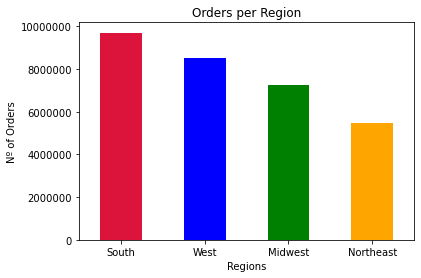 Orders per Region
Nº of Orders
10000000
8000000
6000000
4000000
2000000
0
South West Midwest Northeast
Regions